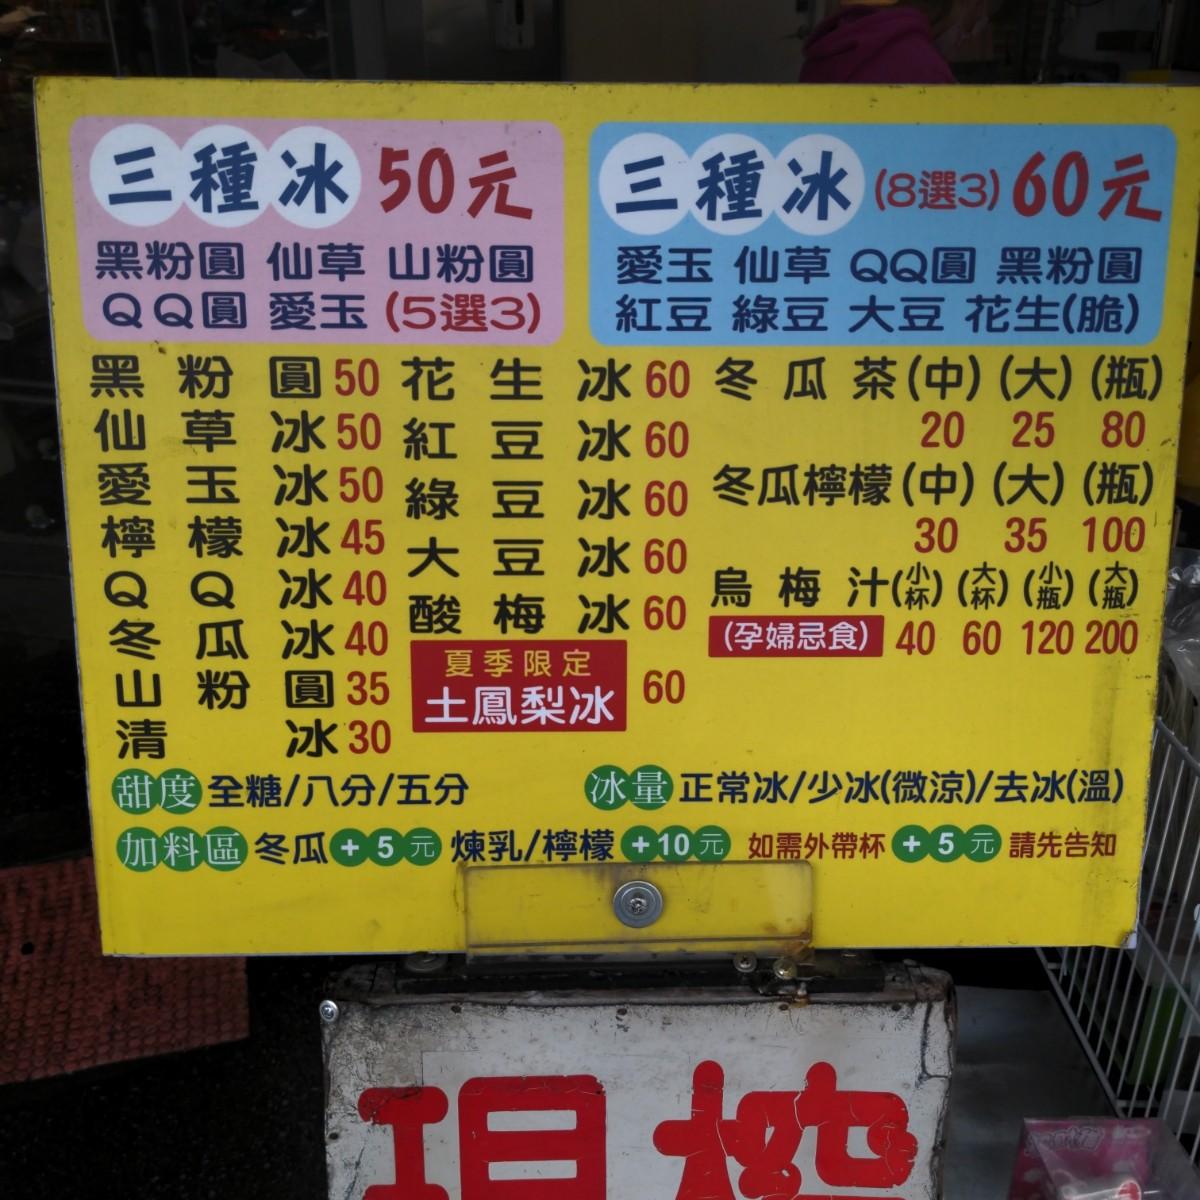 三種冰 50元
黑粉圓 仙草 山粉圓
QQ圓 愛玉 (5選3)
三種冰 (8選3) 60元
愛玉 仙草 QQ圓 黑粉圓
紅豆 綠豆 大豆 花生(脆)
黑粉圓 50
仙草冰 50
愛玉冰 50
檸檬冰 45
QQ冰 40
冬瓜冰 40
山粉圓 35
清冰 30
花生冰 60
紅豆冰 60
綠豆冰 60
大豆冰 60
酸梅冰 60
夏季限定
土鳳梨冰 60
冬瓜茶(中) (大) (瓶)
20 25 80
冬瓜檸檬(中) (大) (瓶)
30 35 100
烏梅汁(小杯) (大杯) (小瓶) (大瓶)
(孕婦忌食) 40 60 120 200
甜度 全糖/八分/五分
冰量 正常冰/少冰(微涼)/去冰(溫)
加料區 冬瓜+5元 煉乳/檸檬+10元 如需外帶杯+5元 請先告知
現榨